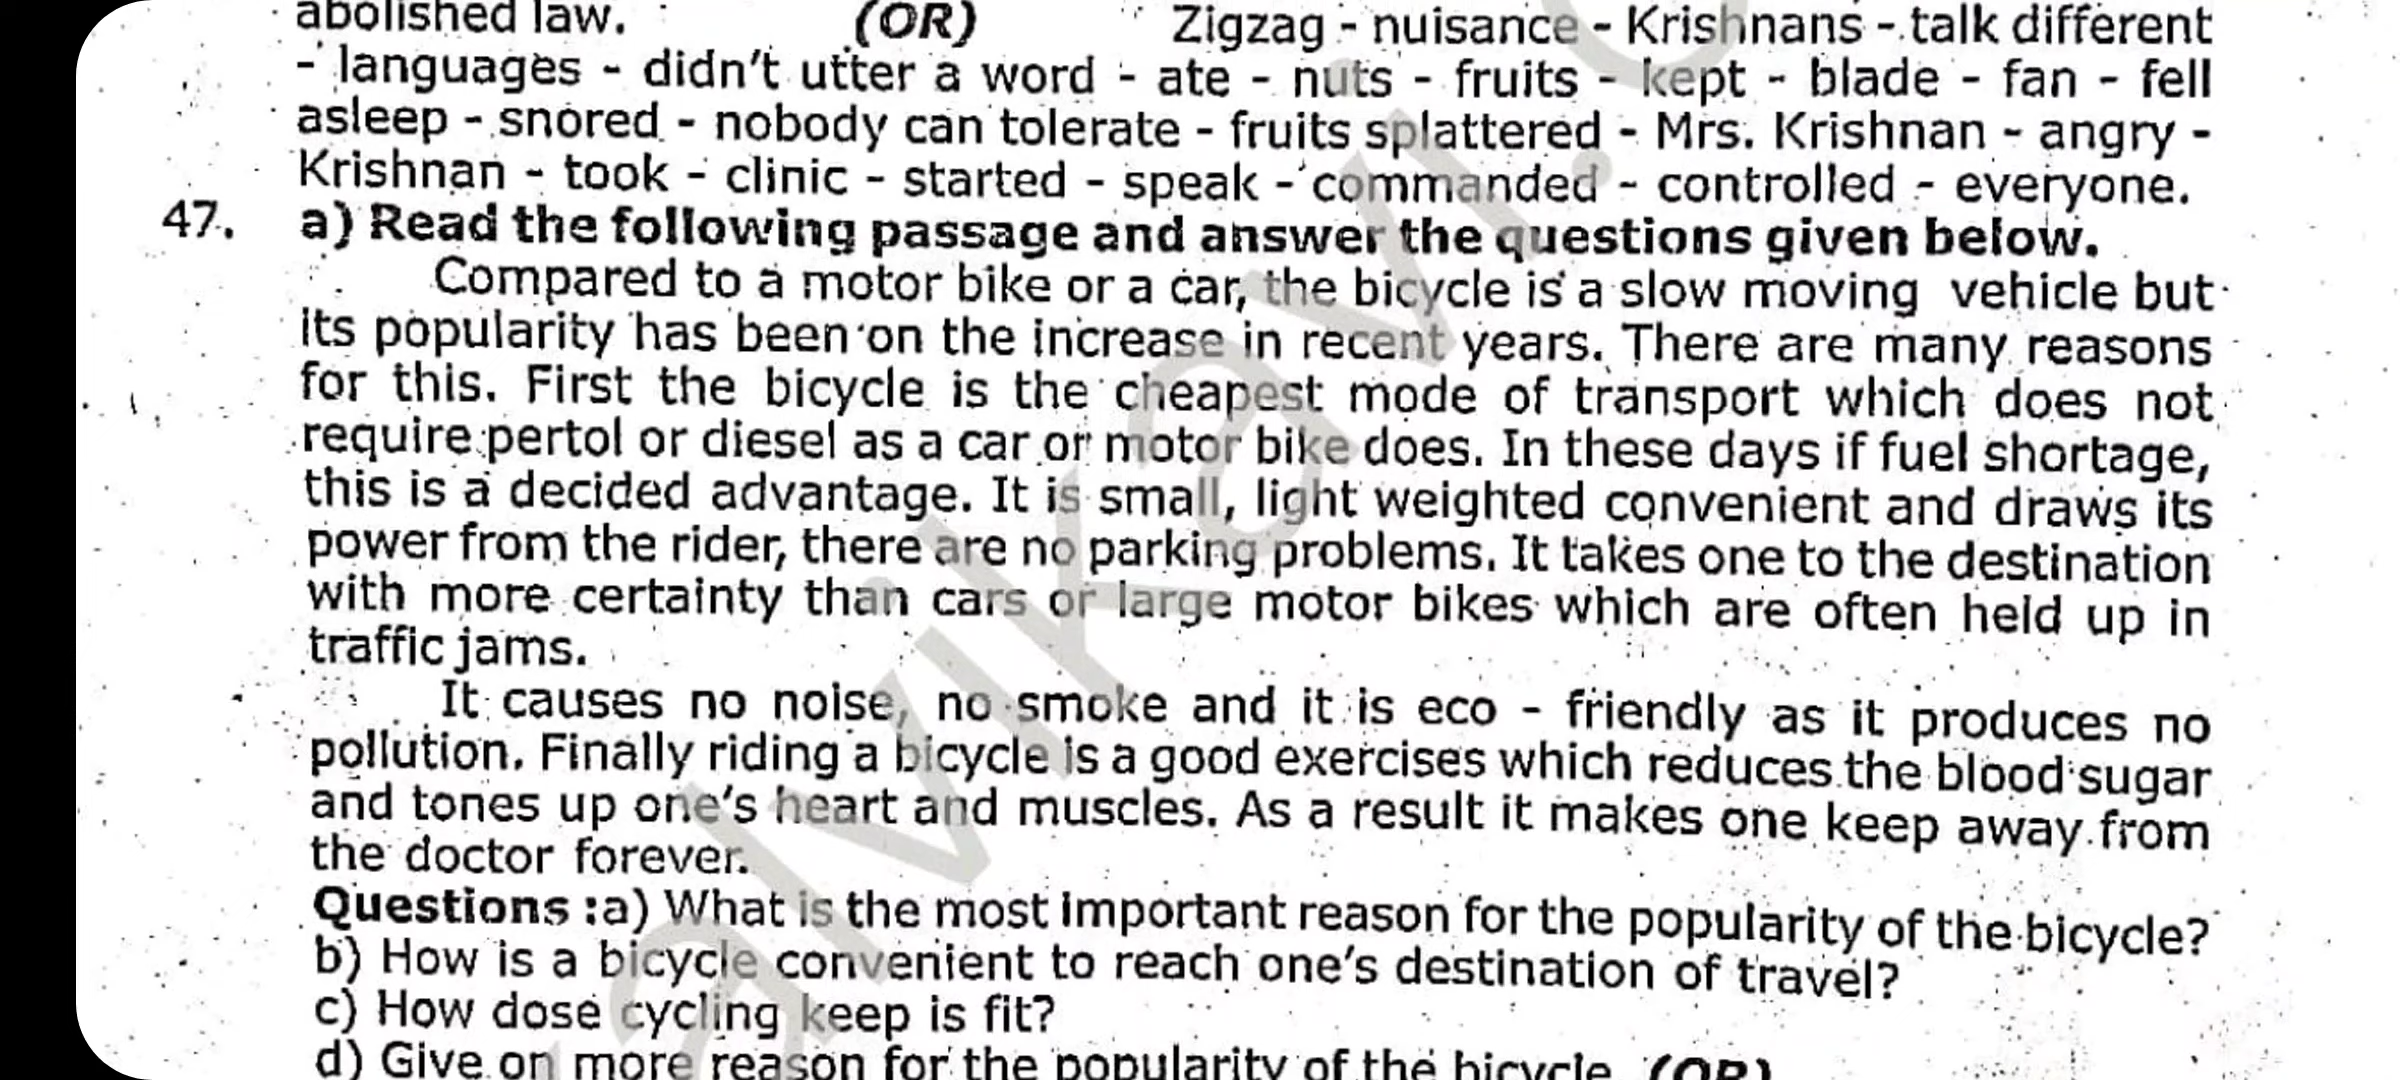 abolished law. (OR) Zigzag - nuisance - Krishnans - talk different
- languages - didn't utter a word - ate - nuts - fruits - kept - blade - fan - fell
asleep - snored - nobody can tolerate - fruits splattered - Mrs. Krishnan - angry -
Krishnan - took - clinic - started - speak - commanded - controlled - everyone.
47. a) Read the following passage and answer the questions given below.
Compared to a motor bike or a car, the bicycle is a slow moving vehicle but
its popularity has been on the increase in recent years. There are many reasons
for this. First the bicycle is the cheapest mode of transport which does not
require pertol or diesel as a car or motor bike does. In these days if fuel shortage,
this is a decided advantage. It is small, light weighted convenient and draws its
power from the rider, there are no parking problems. It takes one to the destination
with more certainty than cars or large motor bikes which are often held up in
traffic jams.
It causes no noise, no smoke and it is eco - friendly as it produces no
pollution. Finally riding a bicycle is a good exercises which reduces the blood sugar
and tones up one's heart and muscles. As a result it makes one keep away from
the doctor forever.
Questions :a) What is the most important reason for the popularity of the bicycle?
b) How is a bicycle convenient to reach one's destination of travel?
c) How dose cycling keep is fit?
d) Give on more reason for the popularity of the bicycle. (OR)